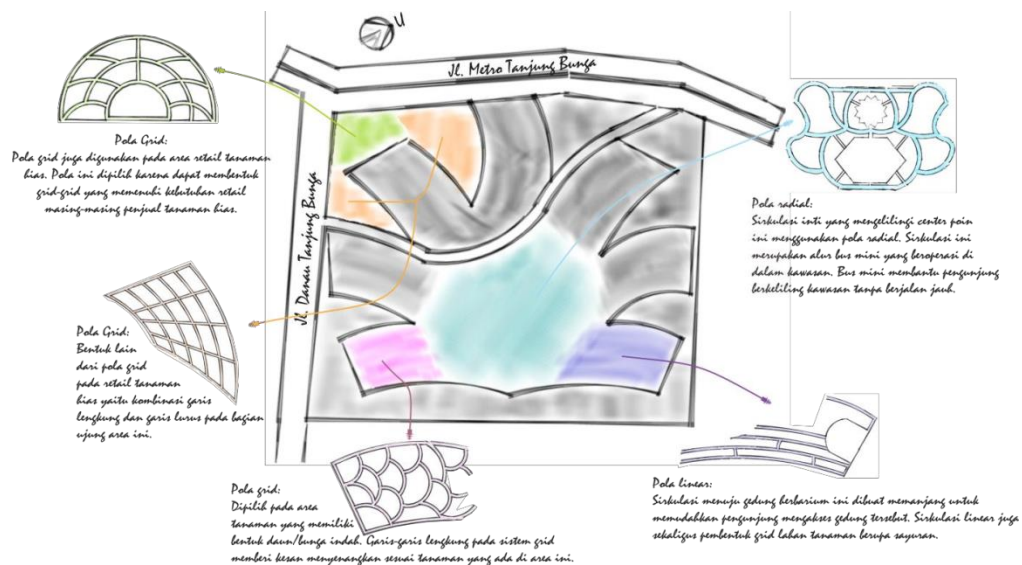 U
Jl. Metro Tanjung Bunga
Jl. Danau Tanjung Bunga
Pola Grid:
Pola grid juga digunakan pada area retail tanaman
hias. Pola ini dipilih karena dapat membentuk
grid-grid yang memenuhi kebutuhan retail
masing-masing penjual tanaman hias.
Pola radial:
Sirkulasi inti yang mengelilingi center poin
ini menggunakan pola radial. Sirkulasi ini
merupakan alur bus mini yang beroperasi di
dalam kawasan. Bus mini membantu pengunjung
berkeliling kawasan tanpa berjalan jauh.
Pola Grid:
Bentuk lain
dari pola grid
pada retail tanaman
hias yaitu kombinasi garis
lengkung dan garis lurus pada bagian
ujung area ini.
Pola grid:
Dipilih pada area
tanaman yang memiliki
bentuk daun/bunga indah. Garis-garis lengkung pada sistem grid
memberi kesan menyenangkan sesuai tanaman yang ada di area ini.
Pola linear:
Sirkulasi menuju gedung herbarium ini dibuat memanjang untuk
memudahkan pengunjung mengakses gedung tersebut. Sirkulasi linear juga
sekaligus pembentuk grid lahan tanaman berupa sayuran.